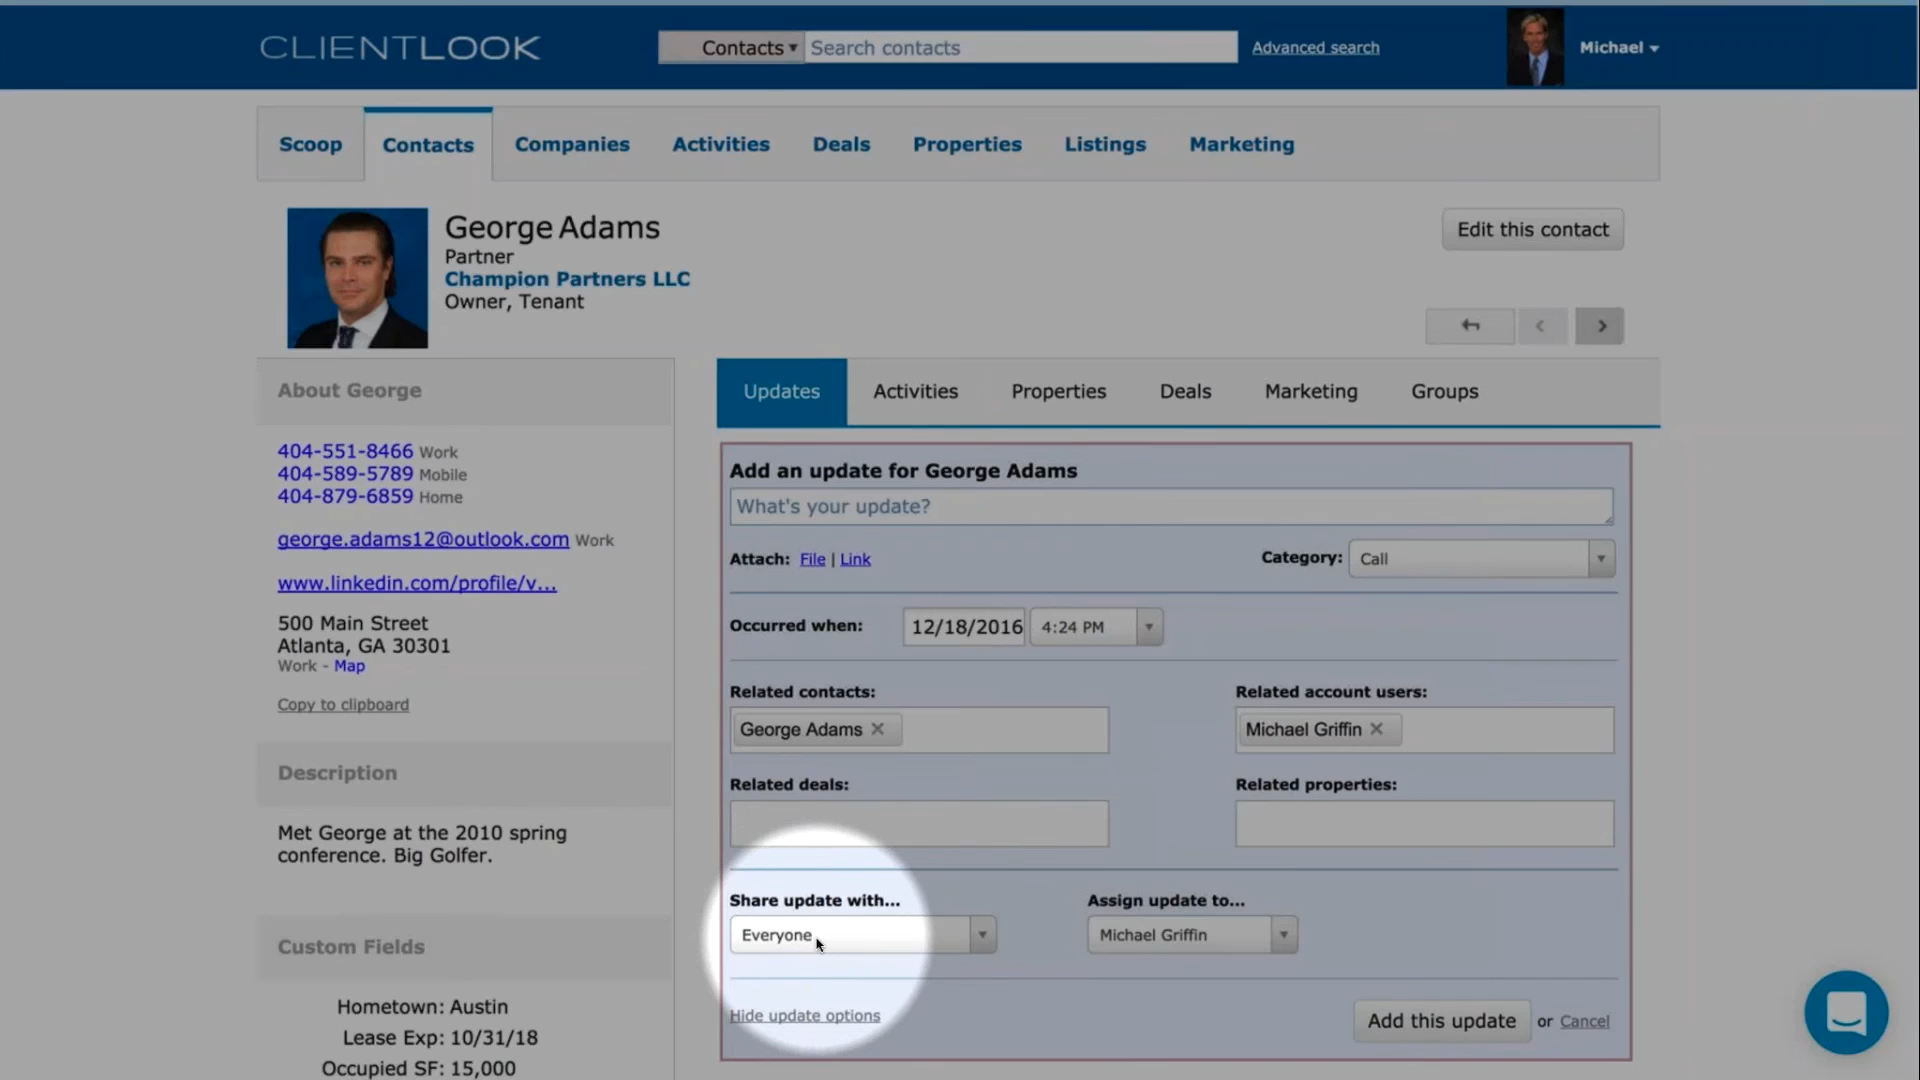 CLIENTLOOK
Contacts
Search contacts
Advanced search
Michael
Scoop
Contacts
Companies
Activities
Deals
Properties
Listings
Marketing
George Adams
Partner
Champion Partners LLC
Owner, Tenant
Edit this contact
About George
404-551-8466 Work
404-589-5789 Mobile
404-879-6859 Home
george.adams12@outlook.com Work
www.linkedin.com/profile/v...
500 Main Street
Atlanta, GA 30301
Work - Map
Copy to clipboard
Description
Met George at the 2010 spring
conference. Big Golfer.
Custom Fields
Hometown: Austin
Lease Exp: 10/31/18
Occupied SF: 15,000
Updates
Activities
Properties
Deals
Marketing
Groups
Add an update for George Adams
What's your update?
Attach: File | Link
Category: Call
Occurred when: 12/18/2016 4:24 PM
Related contacts:
George Adams
Related account users:
Michael Griffin
Related deals:
Related properties:
Share update with...
Everyone
Assign update to...
Michael Griffin
Hide update options
Add this update or Cancel